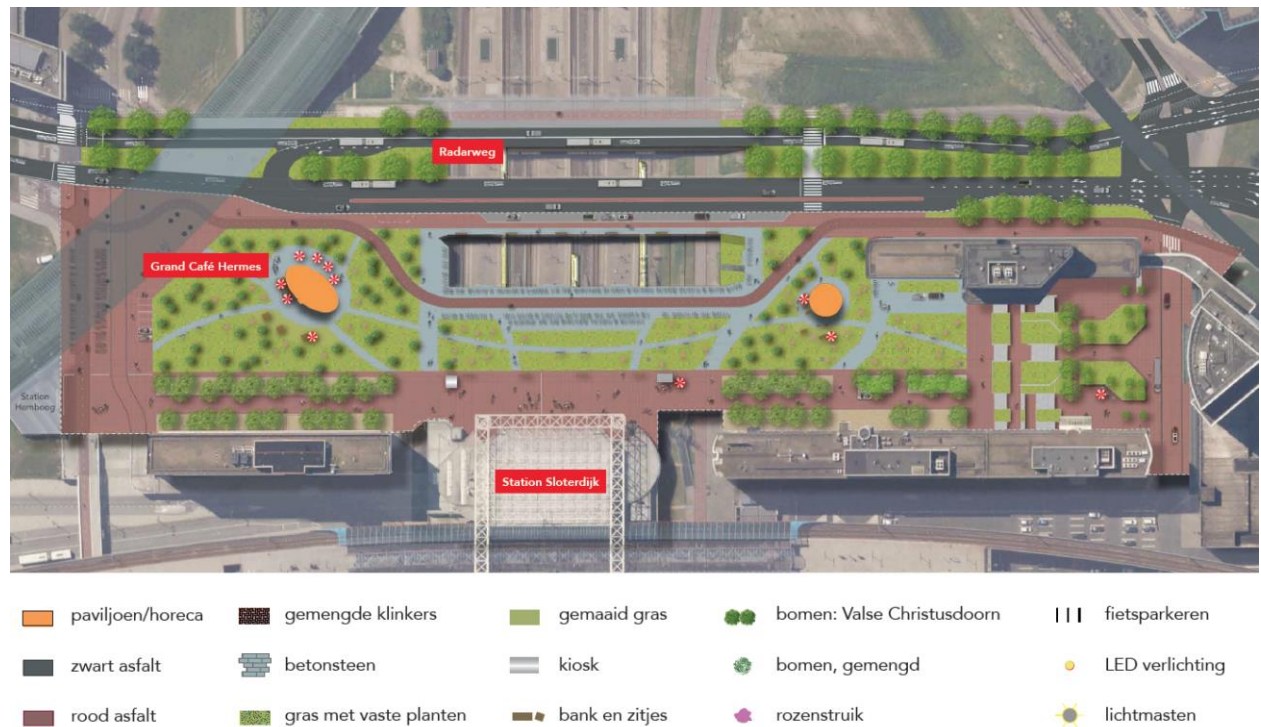 Radarweg
Grand Café Hermes
Station
Hemboog
Station Sloterdijk
paviljoen/horeca
gemengde klinkers
gemaaid gras
bomen: Valse Christusdoorn
fietsparkeren
zwart asfalt
betonsteen
kiosk
bomen, gemengd
LED verlichting
rood asfalt
gras met vaste planten
bank en zitjes
rozenstruik
lichtmasten